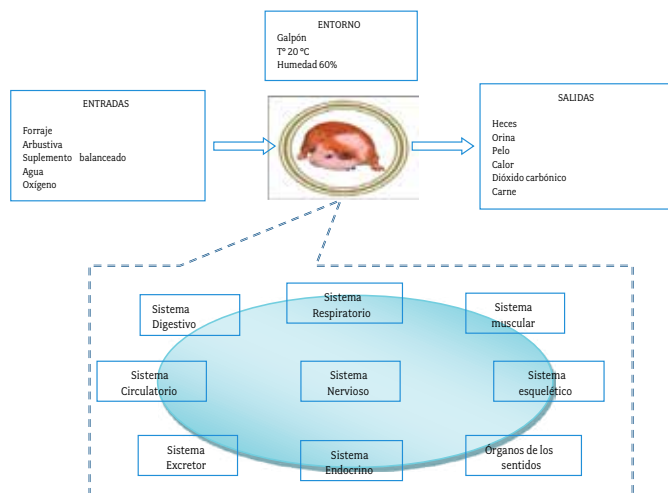 ENTORNO
Galpón
T° 20 °C
Humedad 60%
ENTRADAS
Forraje
Arbustiva
Suplemento balanceado
Agua
Oxígeno
SALIDAS
Heces
Orina
Pelo
Calor
Dióxido carbónico
Carne
Sistema
Digestivo
Sistema
Respiratorio
Sistema
muscular
Sistema
Circulatorio
Sistema
Nervioso
Sistema
esquelético
Sistema
Excretor
Sistema
Endocrino
Órganos de los
sentidos